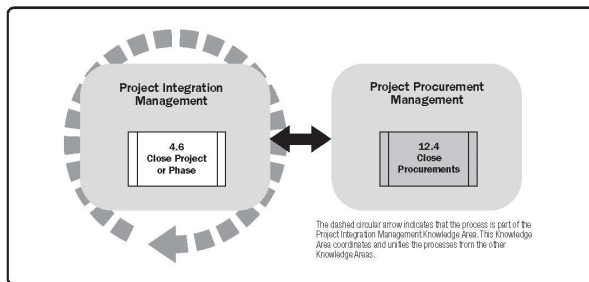 Project Integration
Management
4.6
Close Project
or Phase
Project Procurement
Management
12.4
Close
Procurements
The dashed circular arrow indicates that the process is part of the
Project Integration Management Knowledge Area. This Knowledge
Area coordinates and unifies the processes from the other
Knowledge Areas.